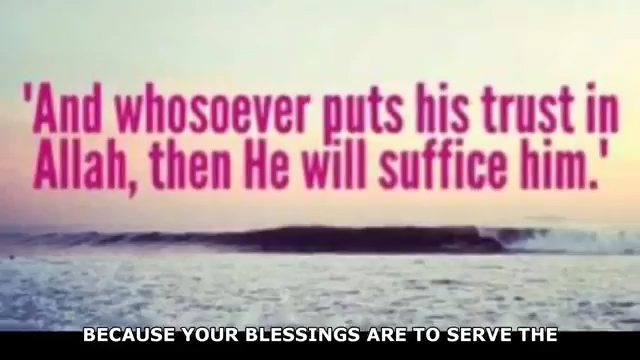 'And whosoever puts his trust in
Allah, then He will suffice him.'
BECAUSE YOUR BLESSINGS ARE TO SERVE THE